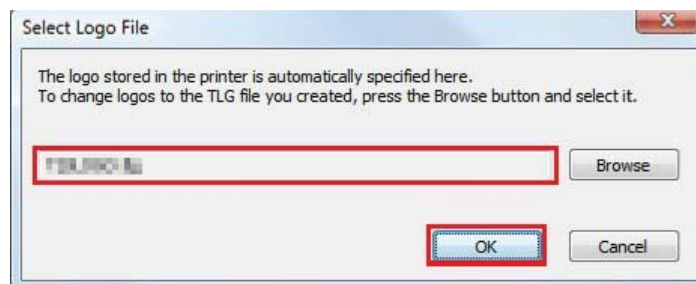 Select Logo File
The logo stored in the printer is automatically specified here.
To change logos to the TLG file you created, press the Browse button and select it.
Browse
OK
Cancel